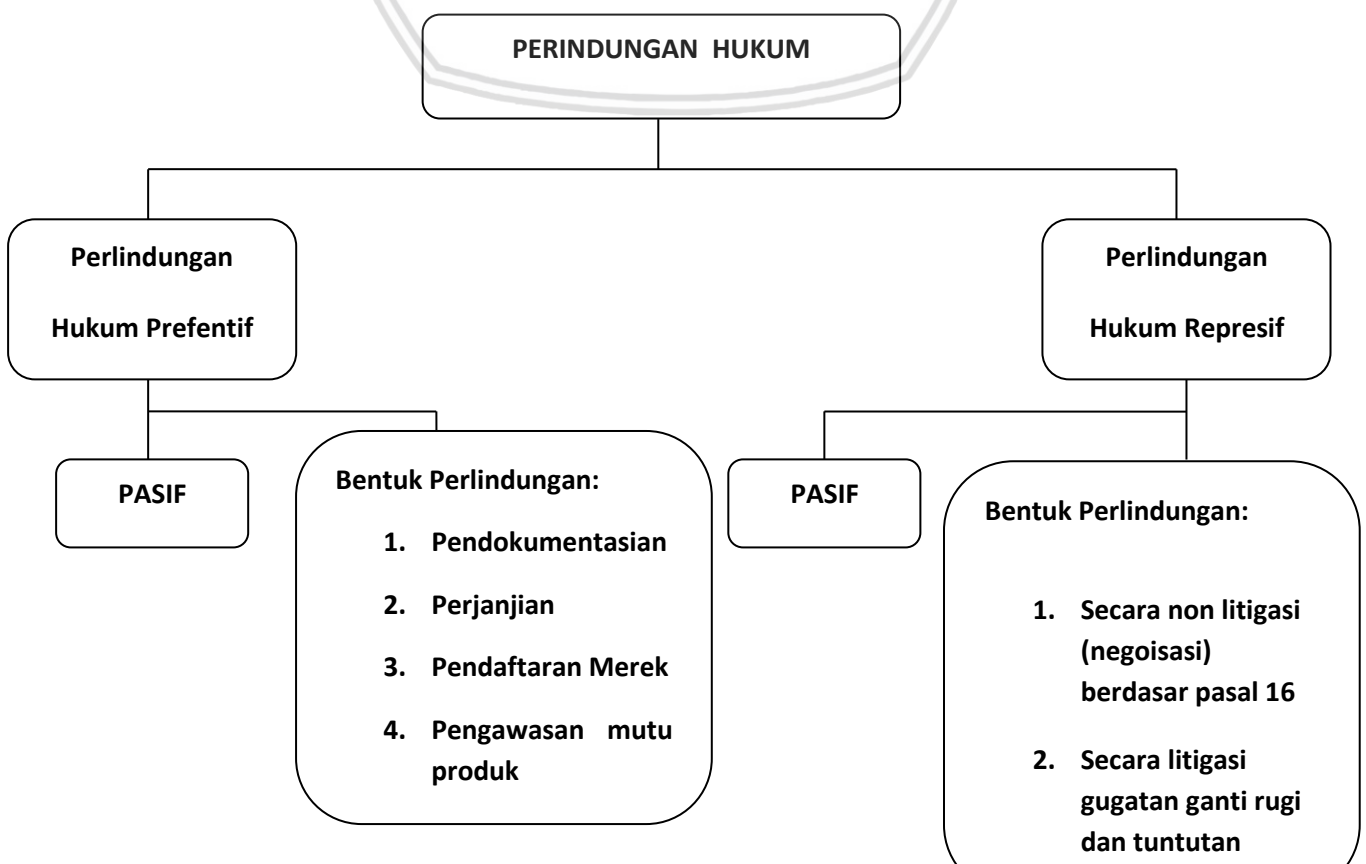 PERINDUNGAN HUKUM
Perlindungan
Hukum Prefentif
Perlindungan
Hukum Represif
PASIF
Bentuk Perlindungan:
1. Pendokumentasian
2. Perjanjian
3. Pendaftaran Merek
4. Pengawasan mutu
produk
PASIF
Bentuk Perlindungan:
1. Secara non litigasi
(negoisasi)
berdasar pasal 16
2. Secara litigasi
gugatan ganti rugi
dan tuntutan